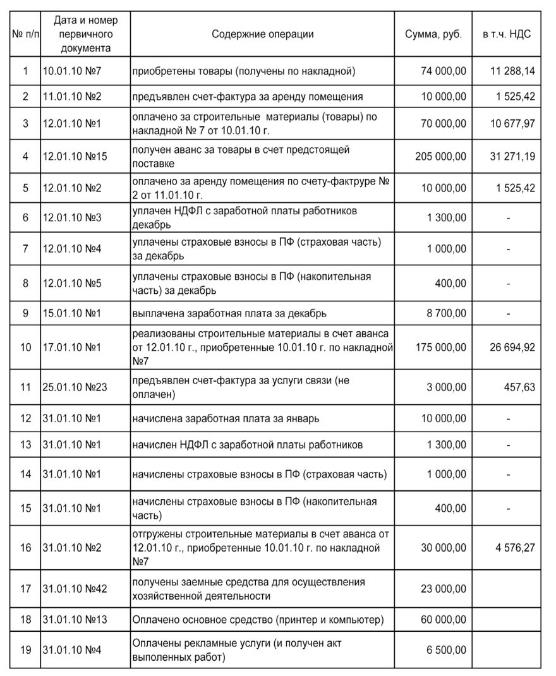 № п/п
Дата и номер
первичного
документа
Содержние операции
Сумма, руб.
в т.ч. НДС
1 10.01.10 №7 приобретены товары (получены по накладной) 74 000,00 11 288,14
2 11.01.10 №2 предъявлен счет-фактура за аренду помещения 10 000,00 1 525,42
3 12.01.10 №1 оплачено за строительные материалы (товары) по
накладной № 7 от 10.01.10 г. 70 000,00 10 677,97
4 12.01.10 №15 получен аванс за товары в счет предстоящей
поставке 205 000,00 31 271,19
5 12.01.10 №2 оплачено за аренду помещения по счету-фактруре №
2 от 11.01.10 г. 10 000,00 1 525,42
6 12.01.10 №3 уплачен НДФЛ с заработной платы работников
декабрь 1 300,00 -
7 12.01.10 №4 уплачены страховые взносы в ПФ (страховая часть)
за декабрь 1 000,00 -
8 12.01.10 №5 уплачены страховые взносы в ПФ (накопительная
часть) за декабрь 400,00 -
9 15.01.10 №1 выплачена заработная плата за декабрь 8 700,00 -
10 17.01.10 №1 реализованы строительные материалы в счет аванса
от 12.01.10 г., приобретенные 10.01.10 г. по накладной
№7 175 000,00 26 694,92
11 25.01.10 №23 предъявлен счет-фактура за услуги связи (не
оплачен) 3 000,00 457,63
12 31.01.10 №1 начислена заработная плата за январь 10 000,00 -
13 31.01.10 №1 начислен НДФЛ с заработной платы работников 1 300,00 -
14 31.01.10 №1 начислены страховые взносы в ПФ (страховая часть) 1 000,00 -
15 31.01.10 №1 начислены страховые взносы в ПФ (накопительная
часть) 400,00 -
16 31.01.10 №2 отгружены строительные материалы в счет аванса от
12.01.10 г., приобретенные 10.01.10 г. по накладной
№7 30 000,00 4 576,27
17 31.01.10 №42 получены заемные средства для осуществления
хозяйственной деятельности 23 000,00
18 31.01.10 №13 Оплачено основное средство (принтер и компьютер) 60 000,00
19 31.01.10 №4 Оплачены рекламные услуги (и получен акт
выполенных работ) 6 500,00